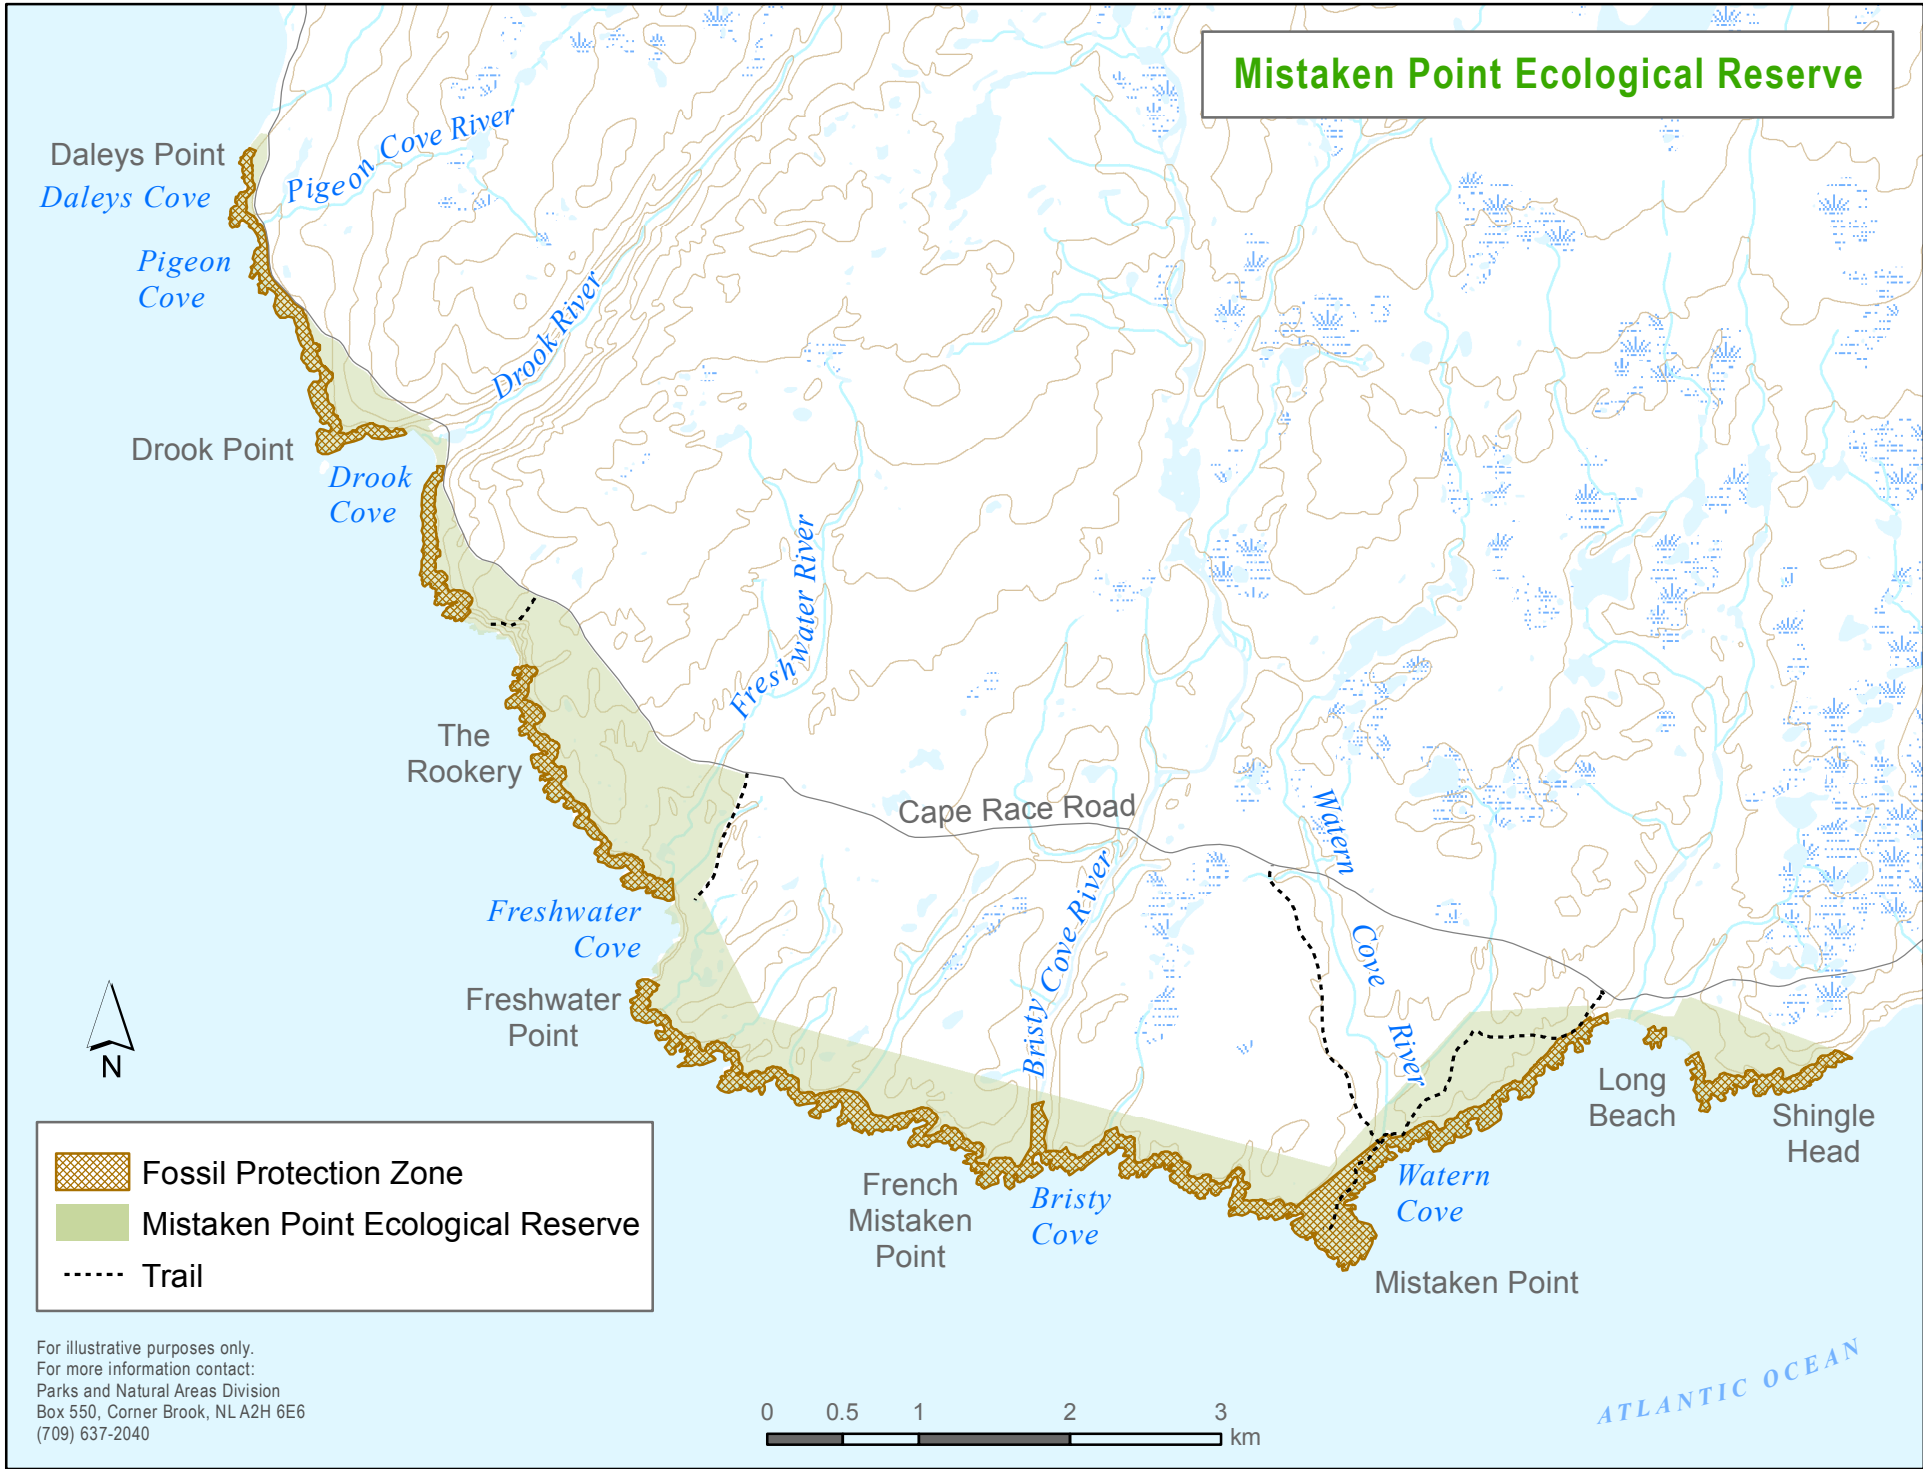 Mistaken Point Ecological Reserve
Daleys Point
Daleys Cove
Pigeon Cove River
Pigeon
Cove
Drook River
Drook Point
Drook
Cove
Freshwater River
The
Rookery
Cape Race Road
Watern
Cove
River
Bristy Cove River
Freshwater
Cove
Freshwater
Point
N
Long
Beach
Shingle
Head
Watern
Cove
French
Mistaken
Point
Bristy
Cove
Mistaken Point
Fossil Protection Zone
Mistaken Point Ecological Reserve
Trail
For illustrative purposes only.
For more information contact:
Parks and Natural Areas Division
Box 550, Corner Brook, NL A2H 6E6
(709) 637-2040
0 0.5 1 2 3
km
ATLANTIC OCEAN